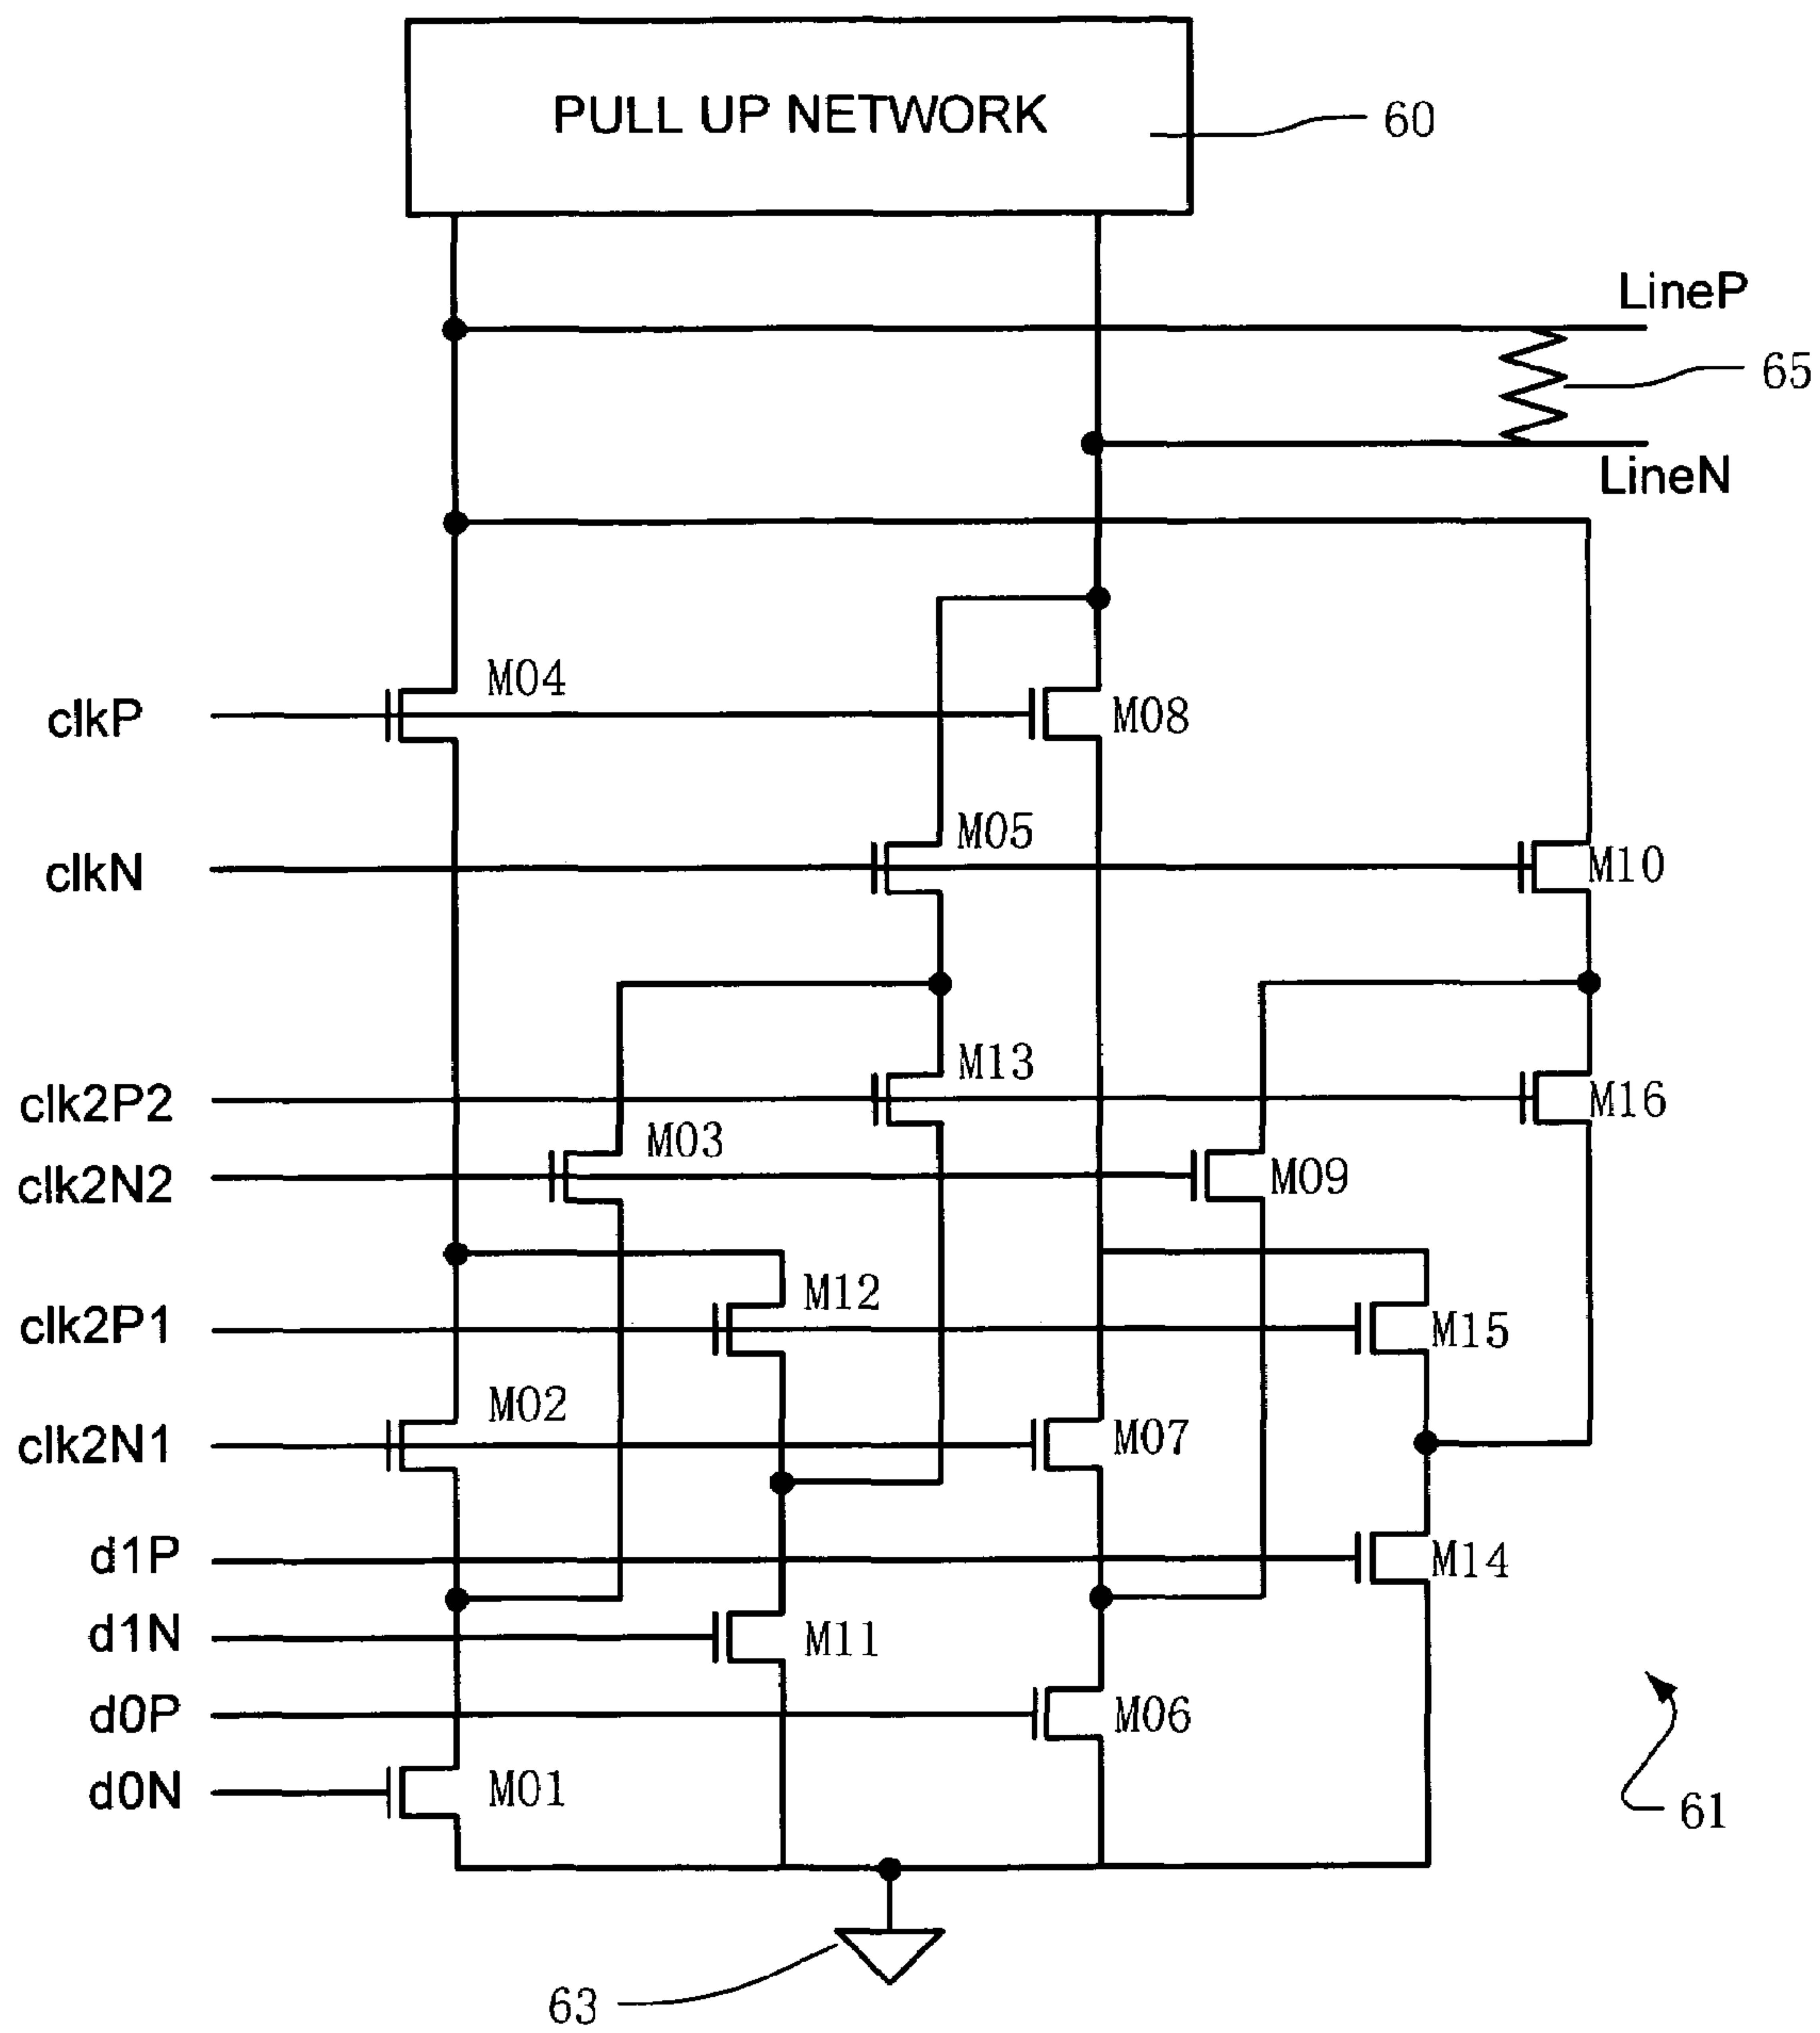 PULL UP NETWORK
60
LineP
65
LineN
M04
clkP
M08
M05
clkN
M10
M13
clk2P2
M16
M03
clk2N2
M09
M12
clk2P1
M15
M02
clk2N1
M07
d1P
M14
d1N
M11
d0P
M06
d0N
M01
61
63